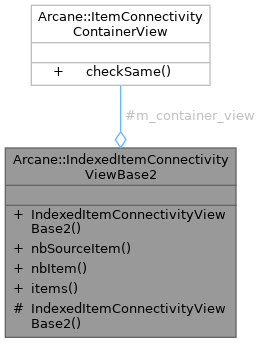 Arcane::ItemConnectivity
ContainerView
+ checkSame()
#m_container_view
Arcane::IndexedItemConnectivity
ViewBase2
+ IndexedItemConnectivityView
Base2()
+ nbSourceItem()
+ nbItem()
+ items()
# IndexedItemConnectivityView
Base2()